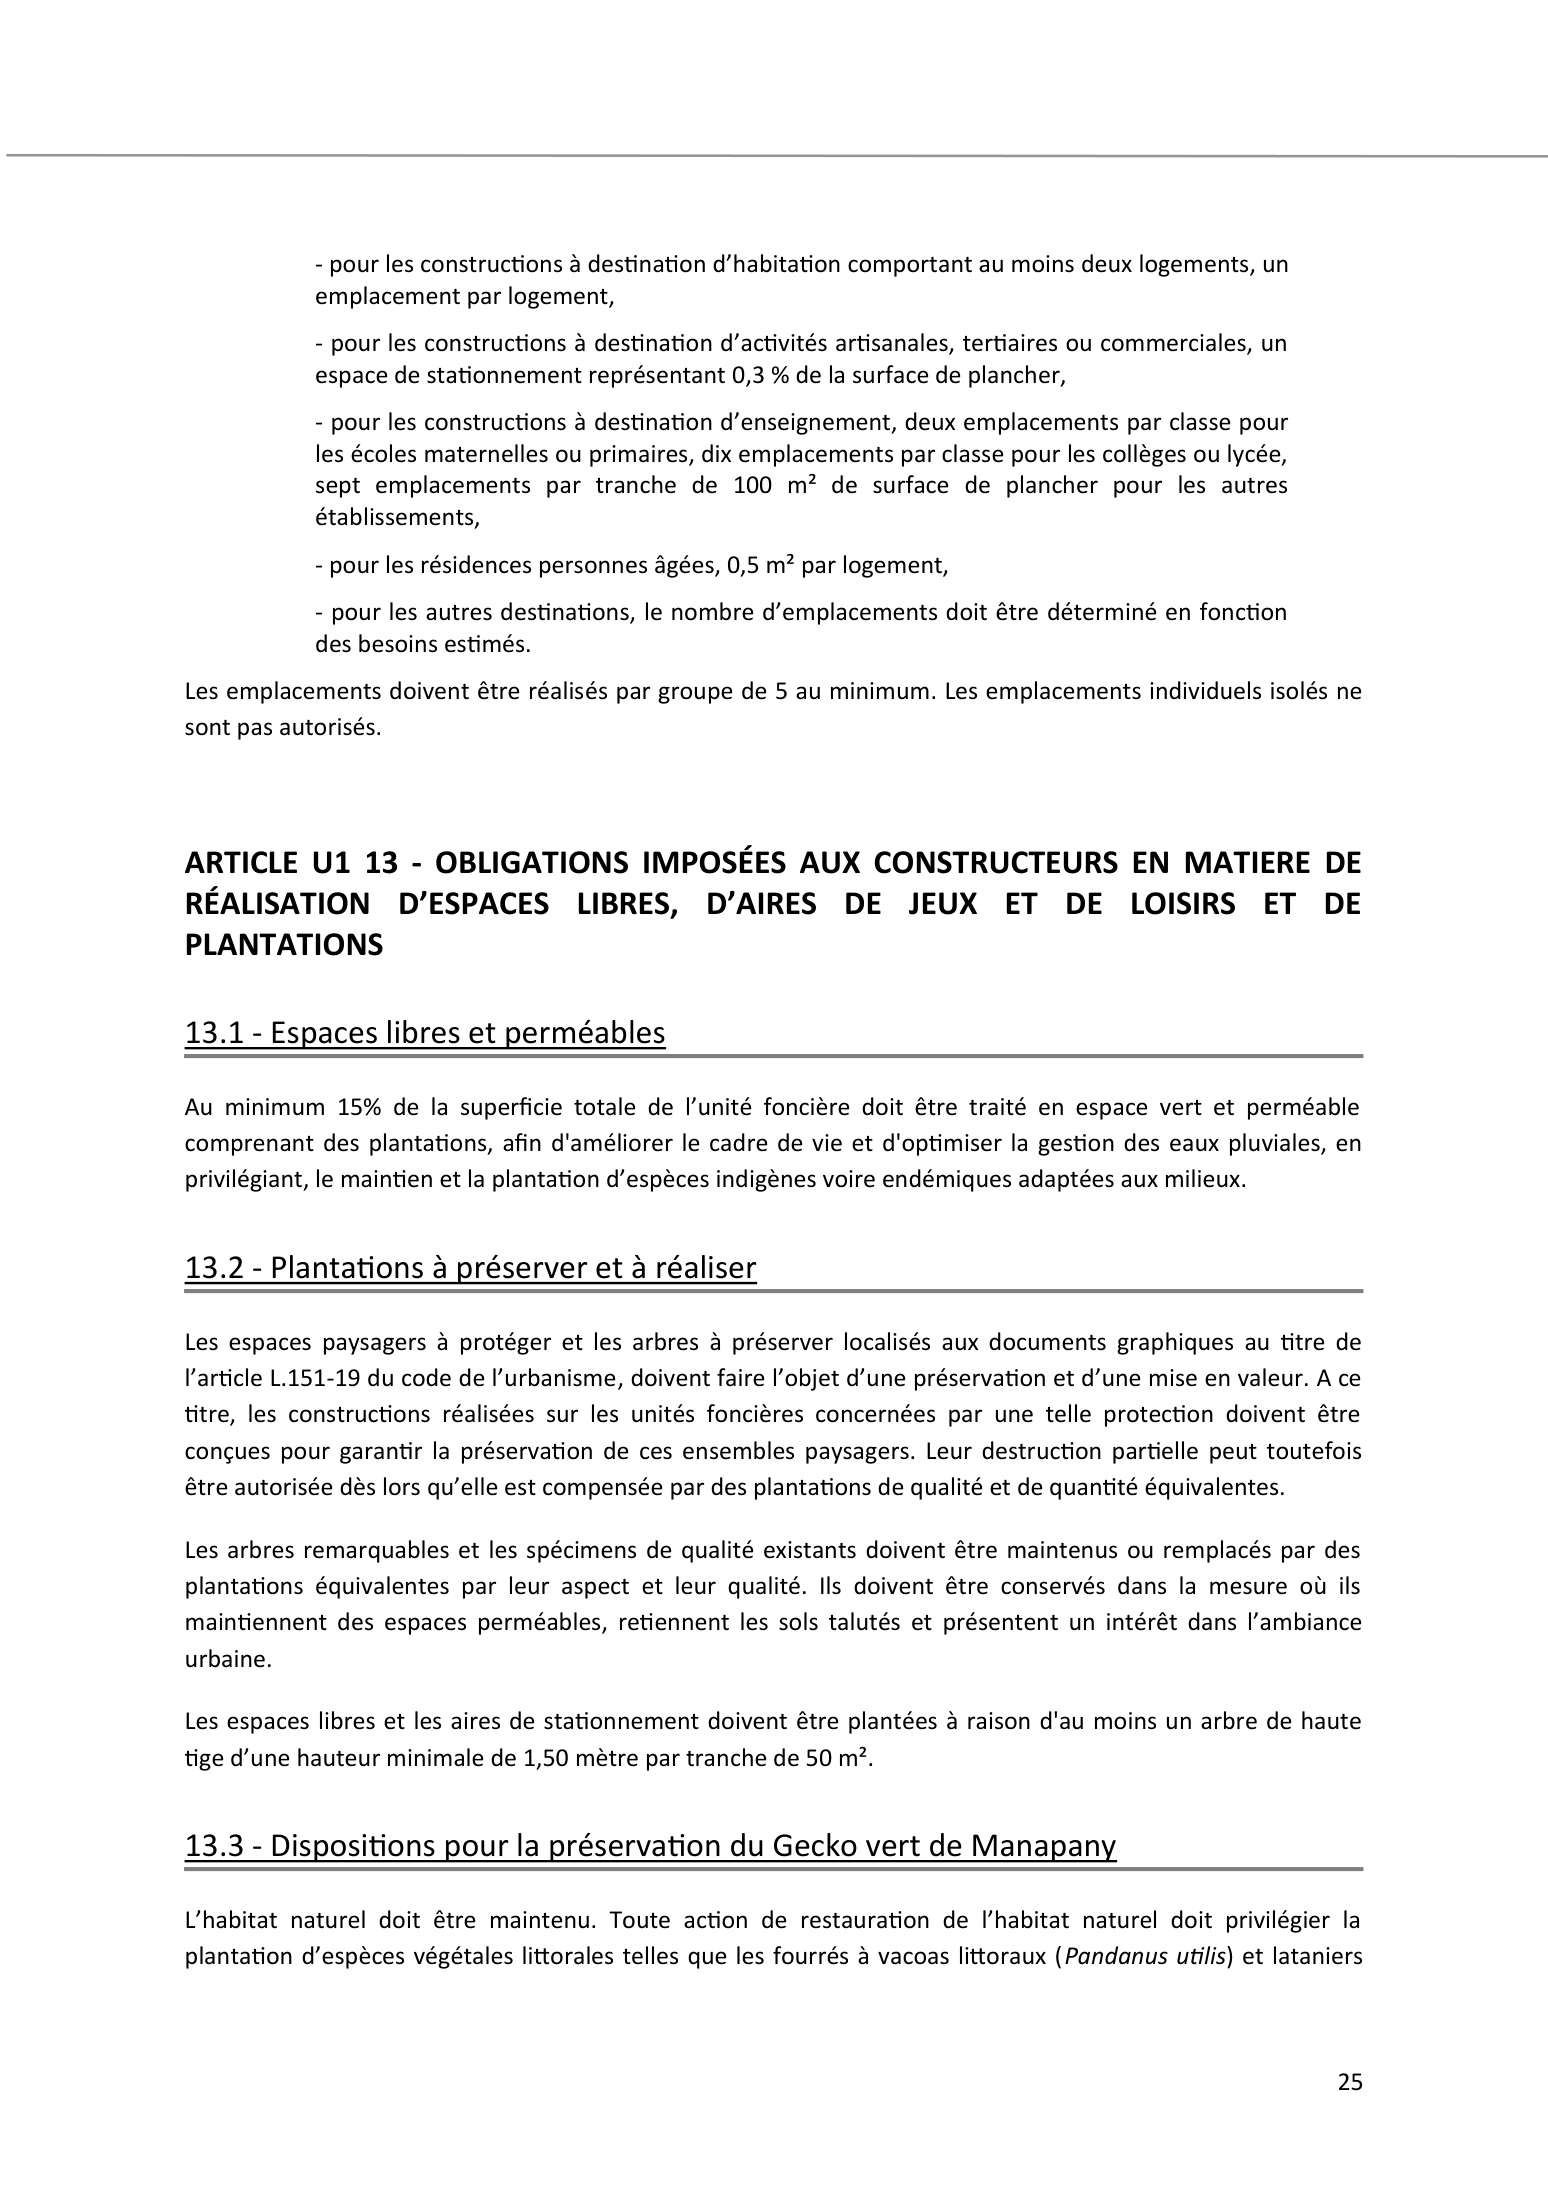 - pour les constructions à destination d’habitation comportant au moins deux logements, un
emplacement par logement,
- pour les constructions à destination d’activités artisanales, tertiaires ou commerciales, un
espace de stationnement représentant 0,3 % de la surface de plancher,
- pour les constructions à destination d’enseignement, deux emplacements par classe pour
les écoles maternelles ou primaires, dix emplacements par classe pour les collèges ou lycée,
sept emplacements par tranche de 100 m² de surface de plancher pour les autres
établissements,
- pour les résidences personnes âgées, 0,5 m² par logement,
- pour les autres destinations, le nombre d’emplacements doit être déterminé en fonction
des besoins estimés.
Les emplacements doivent être réalisés par groupe de 5 au minimum. Les emplacements individuels isolés ne
sont pas autorisés.
ARTICLE U1 13 - OBLIGATIONS IMPOSÉES AUX CONSTRUCTEURS EN MATIERE DE
RÉALISATION D’ESPACES LIBRES, D’AIRES DE JEUX ET DE LOISIRS ET DE
PLANTATIONS
13.1 - Espaces libres et perméables
Au minimum 15% de la superficie totale de l’unité foncière doit être traité en espace vert et perméable
comprenant des plantations, afin d'améliorer le cadre de vie et d'optimiser la gestion des eaux pluviales, en
privilégiant, le maintien et la plantation d’espèces indigènes voire endémiques adaptées aux milieux.
13.2 - Plantations à préserver et à réaliser
Les espaces paysagers à protéger et les arbres à préserver localisés aux documents graphiques au titre de
l’article L.151-19 du code de l’urbanisme, doivent faire l’objet d’une préservation et d’une mise en valeur. A ce
titre, les constructions réalisées sur les unités foncières concernées par une telle protection doivent être
conçues pour garantir la préservation de ces ensembles paysagers. Leur destruction partielle peut toutefois
être autorisée dès lors qu’elle est compensée par des plantations de qualité et de quantité équivalentes.
Les arbres remarquables et les spécimens de qualité existants doivent être maintenus ou remplacés par des
plantations équivalentes par leur aspect et leur qualité. Ils doivent être conservés dans la mesure où ils
maintiennent des espaces perméables, retiennent les sols talutés et présentent un intérêt dans l’ambiance
urbaine.
Les espaces libres et les aires de stationnement doivent être plantées à raison d'au moins un arbre de haute
tige d’une hauteur minimale de 1,50 mètre par tranche de 50 m².
13.3 - Dispositions pour la préservation du Gecko vert de Manapany
L’habitat naturel doit être maintenu. Toute action de restauration de l’habitat naturel doit privilégier la
plantation d’espèces végétales littorales telles que les fourrés à vacoas littoraux (Pandanus utilis) et lataniers
25